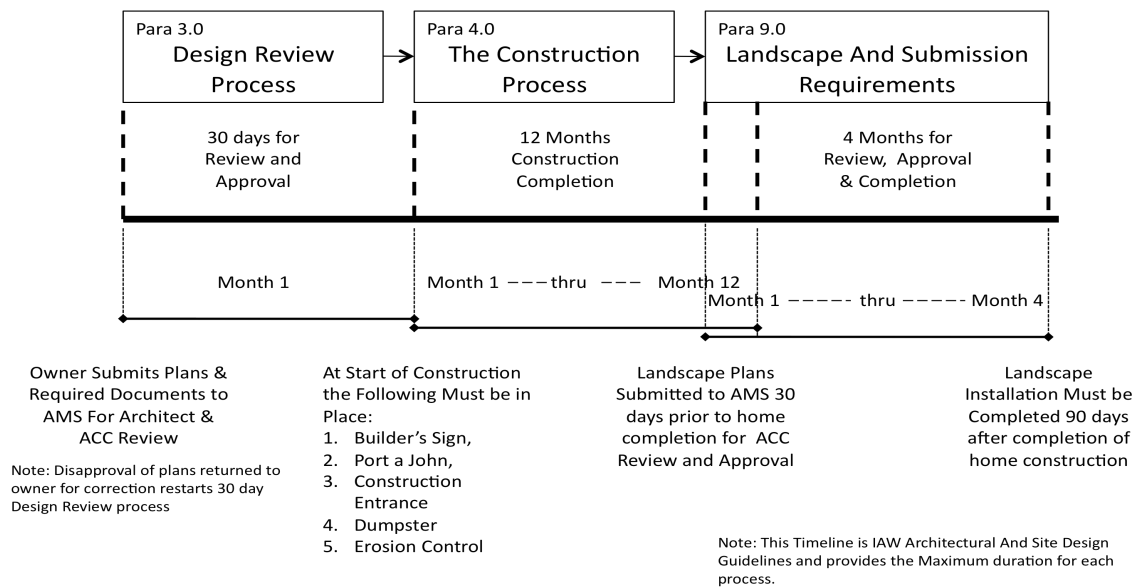 Para 3.0
Design Review
Process
Para 4.0
The Construction
Process
Para 9.0
Landscape And Submission
Requirements
30 days for
Review and
Approval
12 Months
Construction
Completion
4 Months for
Review, Approval
& Completion
Month 1
Month 1 ---thru --- Month 12
Month 1 ----- thru ----- Month 4
Owner Submits Plans &
Required Documents to
AMS For Architect &
ACC Review
Note: Disapproval of plans returned to
owner for correction restarts 30 day
Design Review process
At Start of Construction
the Following Must be in
Place:
1. Builder's Sign,
2. Port a John,
3. Construction
Entrance
4. Dumpster
5. Erosion Control
Landscape Plans
Submitted to AMS 30
days prior to home
completion for ACC
Review and Approval
Landscape
Installation Must be
Completed 90 days
after completion of
home construction
Note: This Timeline is IAW Architectural And Site Design
Guidelines and provides the Maximum duration for each
process.